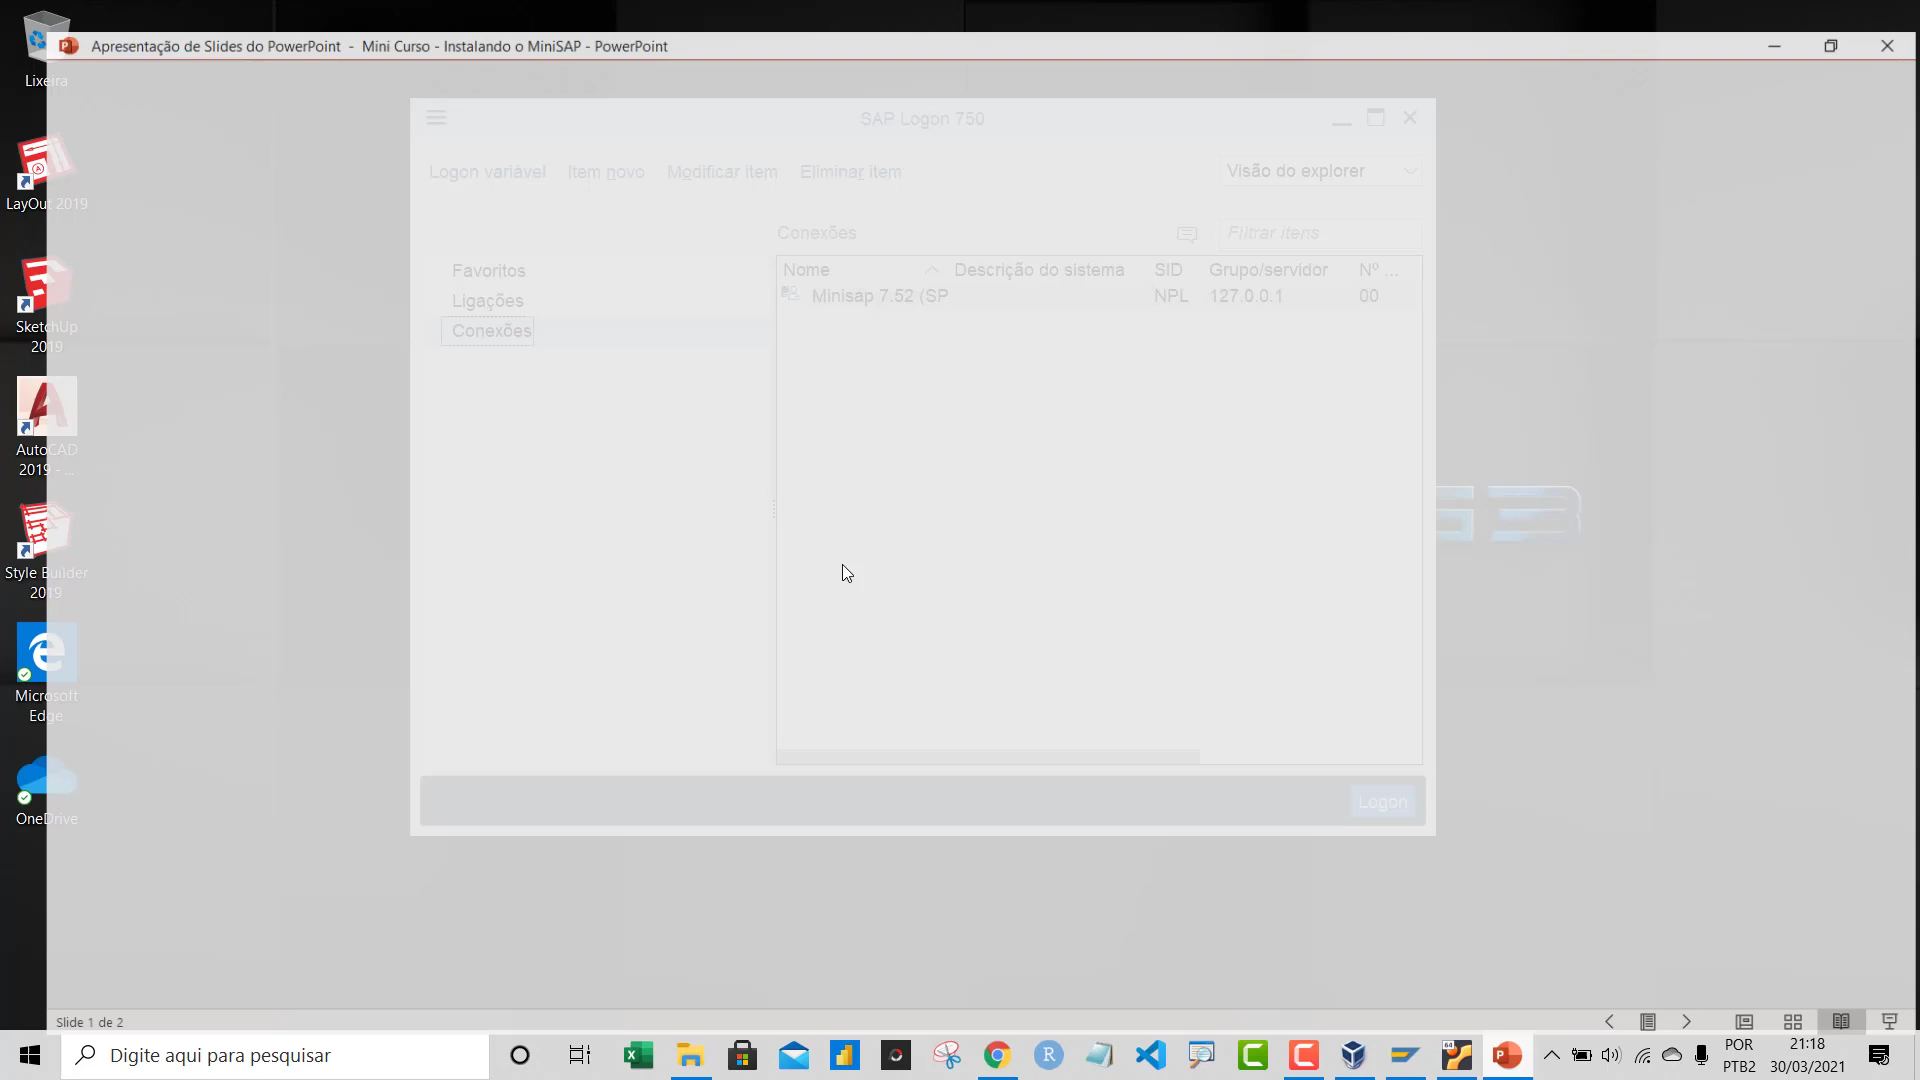 Apresentação de Slides do PowerPoint - Mini Curso - Instalando o MiniSAP - PowerPoint
Lixeira
LayOut 2019
SketchUp
2019
AutoCAD
2019 - ...
Style Builder
2019
Microsoft
Edge
OneDrive
SAP Logon 750
Logon variável Item novo Modificar item Eliminar item Visão do explorer
Conexões Filtrar itens
Favoritos
Ligações
Conexões
Nome Descrição do sistema SID Grupo/servidor Nº ...
Minisap 7.52 (SP NPL 127.0.0.1 00
Logon
G3
Slide 1 de 2
Digite aqui para pesquisar
POR
PTB2
21:18
30/03/2021